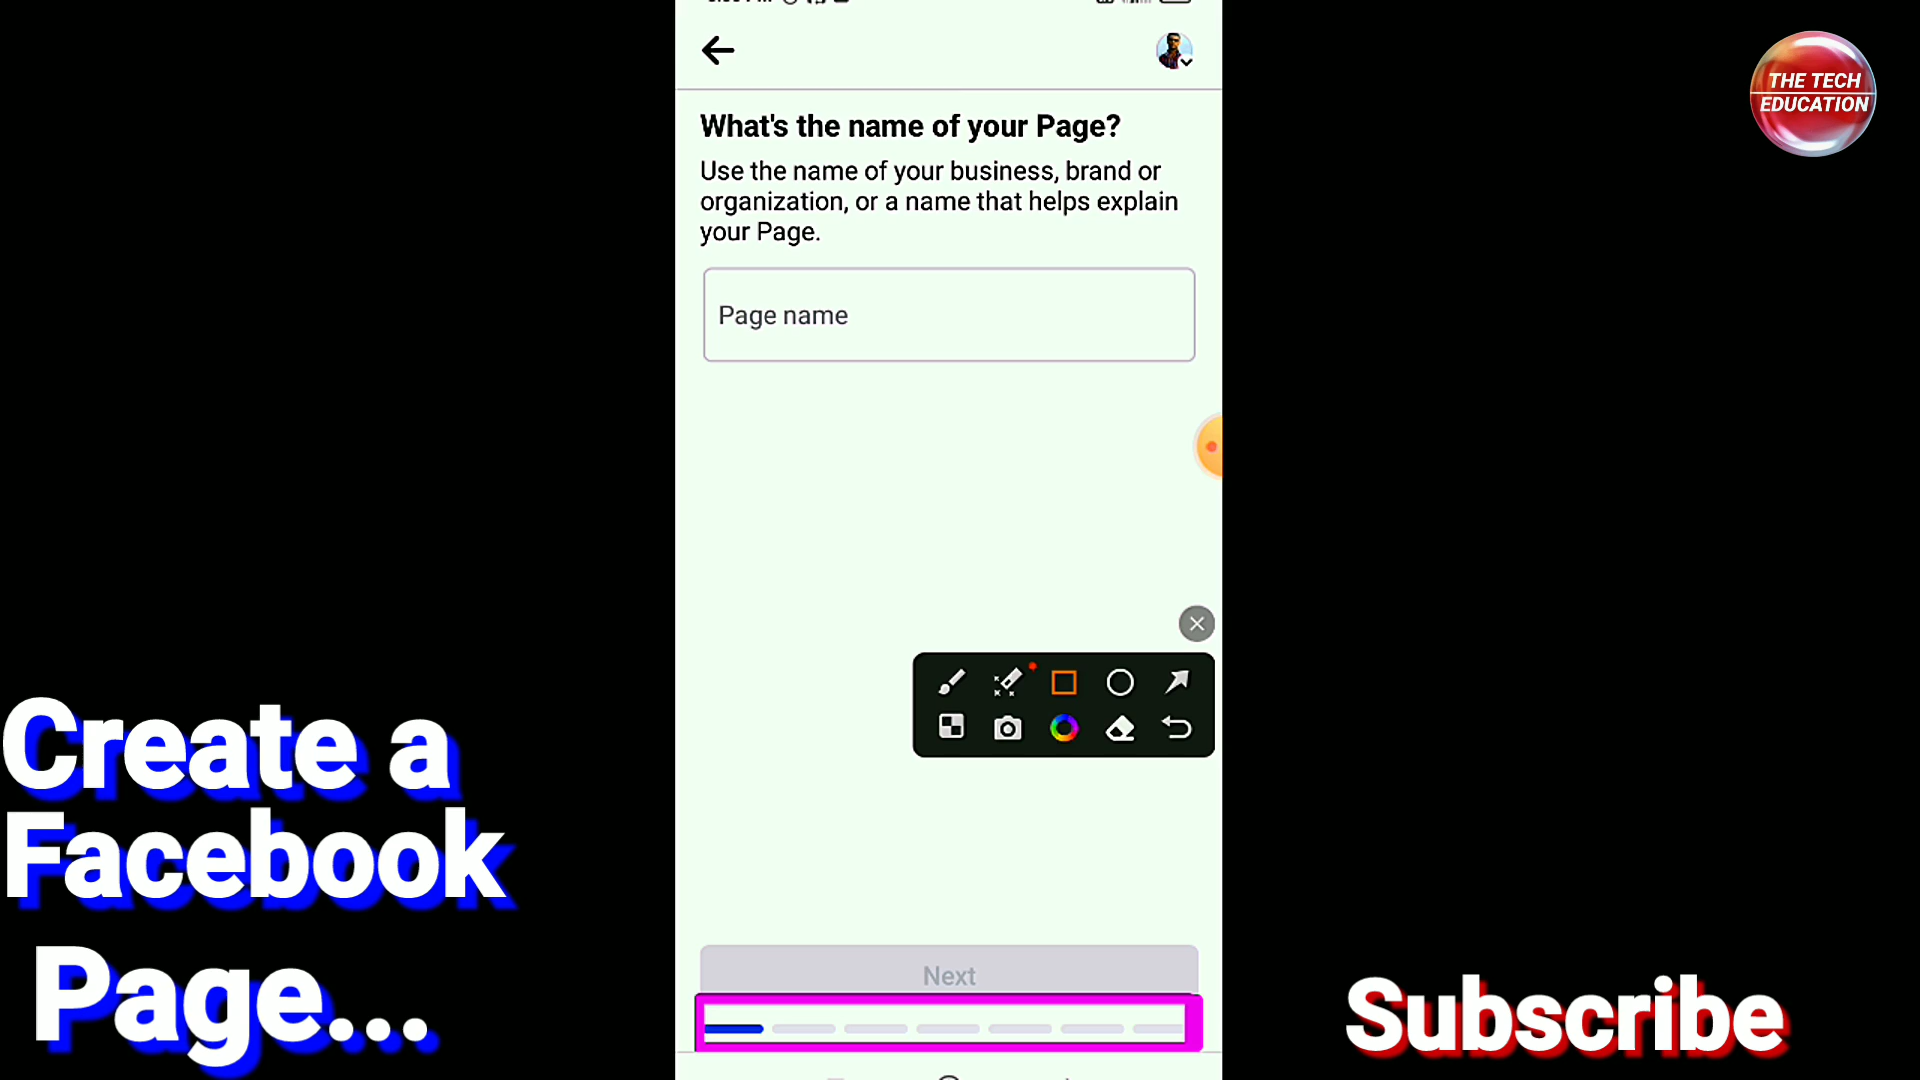 THE TECH
EDUCATION
What's the name of your Page?
Use the name of your business, brand or
organization, or a name that helps explain
your Page.
Page name
Create a
Facebook
Page...
Next
Subscribe